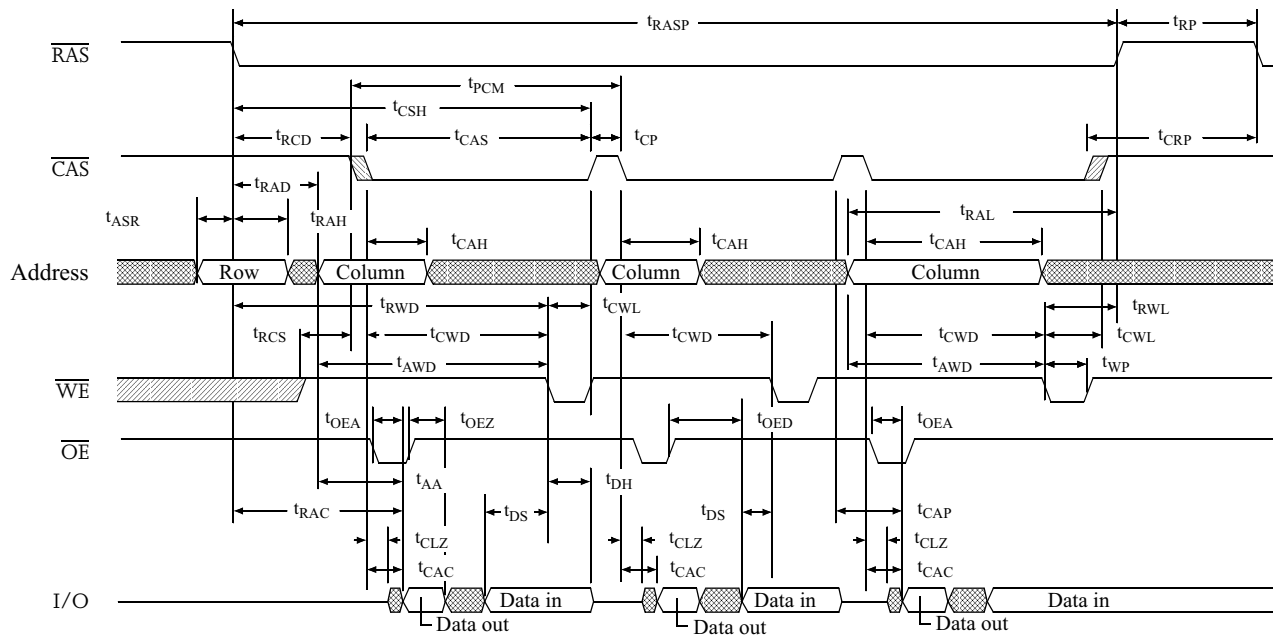 tRASP tRP
RAS
tPCM
tCSH
tRCD tCAS tCP tCRP
CAS
tRAD
tASR tRAH tRAL
tCAH tCAH tCAH
Address Row Column Column Column
tRWD tCWL tRWL
tRCS tCWD tCWD tCWD tCWL
tAWD tAWD tWP
WE
tOEA tOEZ tOED tOEA
OE
tAA tDH
tRAC tDS tDS tCAP
tCLZ tCLZ tCLZ
tCAC tCAC tCAC
I/O Data in Data in Data in
Data out Data out Data out